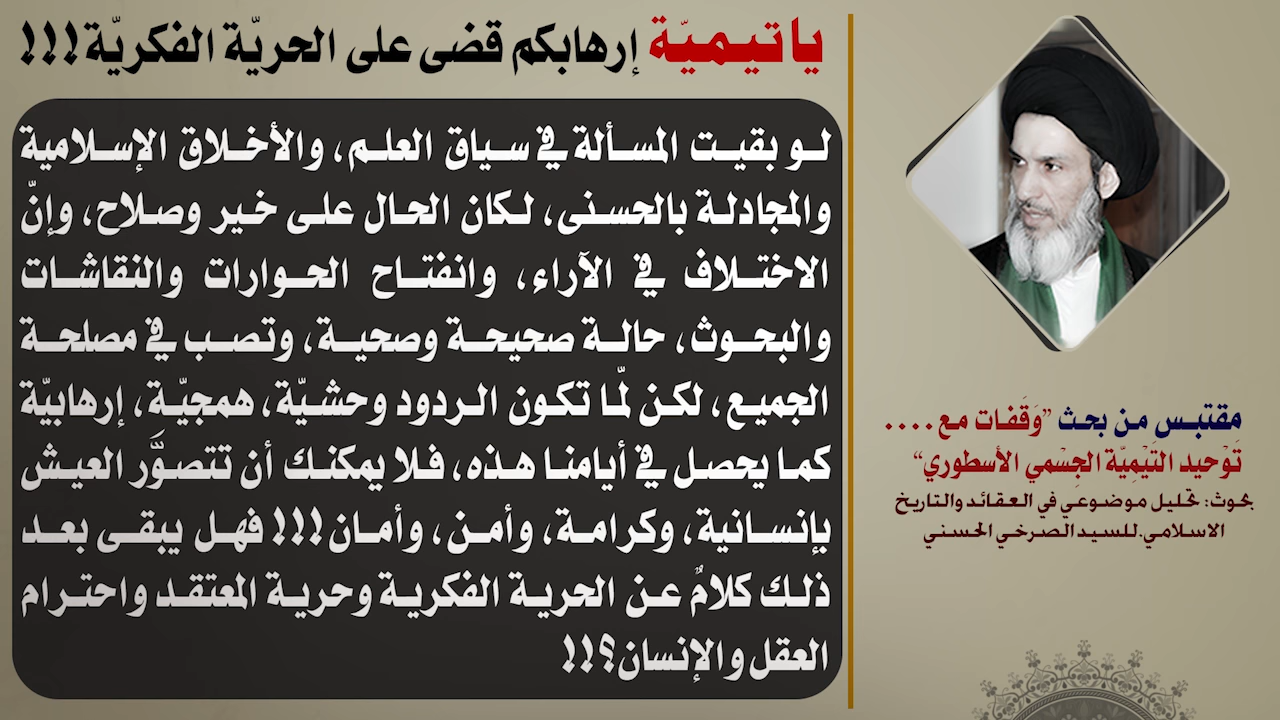 يا تيميّة إرهابكم قضى على الحريّة الفكريّة!!!
لو بقيت المسألة في سياق العلم، والأخلاق الإسلامية
والمجادلة بالحسنى، لكان الحال على خير وصلاح، وإنّ
الاختلاف في الآراء، وانفتاح الحوارات والنقاشات
والبحوث، حالة صحيحة وصحية، وتصب في مصلحة
الجميع، لكن لمّا تكون الردود وحشيّة، همجيّة، إرهابيّة
كما يحصل في أيامنا هذه، فلا يمكنك أن تتصوَّر العيش
بإنسانية، وكرامة، وأمن، وأمان!!! فهل يبقى بعد
ذلك كلامٌ عن الحرية الفكرية وحرية المعتقد واحترام
العقل والإنسان؟!!
مقتبس من بحث "وَقَفات مع....
تَوْحيد التَيْمِيّة الجِسْمي الأسطوري"
بحوث: تحليل موضوعي في العقائد والتاريخ
الاسلامي.للسيد الصرخي الحسني